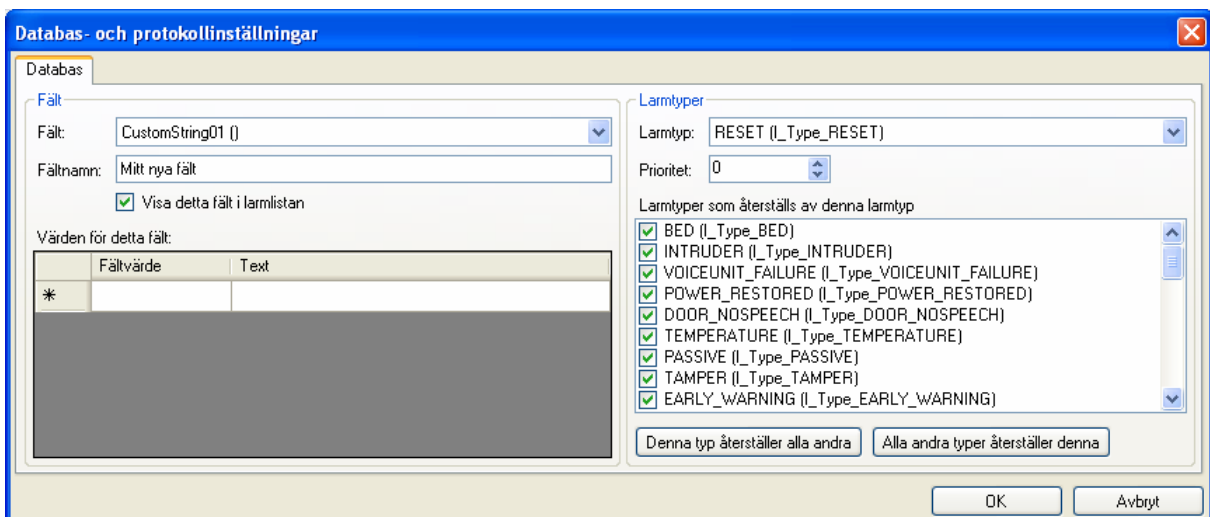 Databas- och protokollinställningar
Databas
Fält
Fält: CustomString01 ()
Fältnamn: Mitt nya fält
Visa detta fält i larmlistan
Värden för detta fält:
Fältvärde Text
Larmtyper
Larmtyp: RESET (I_Type_RESET)
Prioritet: 0
Larmtyper som återställs av denna larmtyp
BED (I_Type_BED)
INTRUDER (I_Type_INTRUDER)
VOICEUNIT_FAILURE (I_Type_VOICEUNIT_FAILURE)
POWER_RESTORED (I_Type_POWER_RESTORED)
DOOR_NOSPEECH (I_Type_DOOR_NOSPEECH)
TEMPERATURE (I_Type_TEMPERATURE)
PASSIVE (I_Type_PASSIVE)
TAMPER (I_Type_TAMPER)
EARLY_WARNING (I_Type_EARLY_WARNING)
Denna typ återställer alla andra
Alla andra typer återställer denna
OK
Avbryt